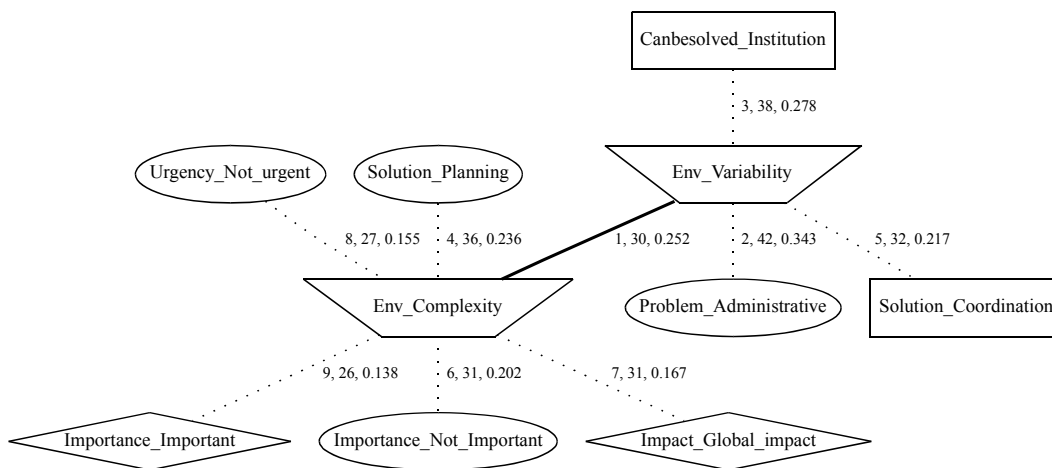 Canbesolved_Institution
3, 38, 0.278
Urgency_Not_urgent
Solution_Planning
Env_Variability
8, 27, 0.155
4, 36, 0.236
1, 30, 0.252
2, 42, 0.343
5, 32, 0.217
Env_Complexity
Problem_Administrative
Solution_Coordination
9, 26, 0.138
6, 31, 0.202
7, 31, 0.167
Importance_Important
Importance_Not_Important
Impact_Global_impact